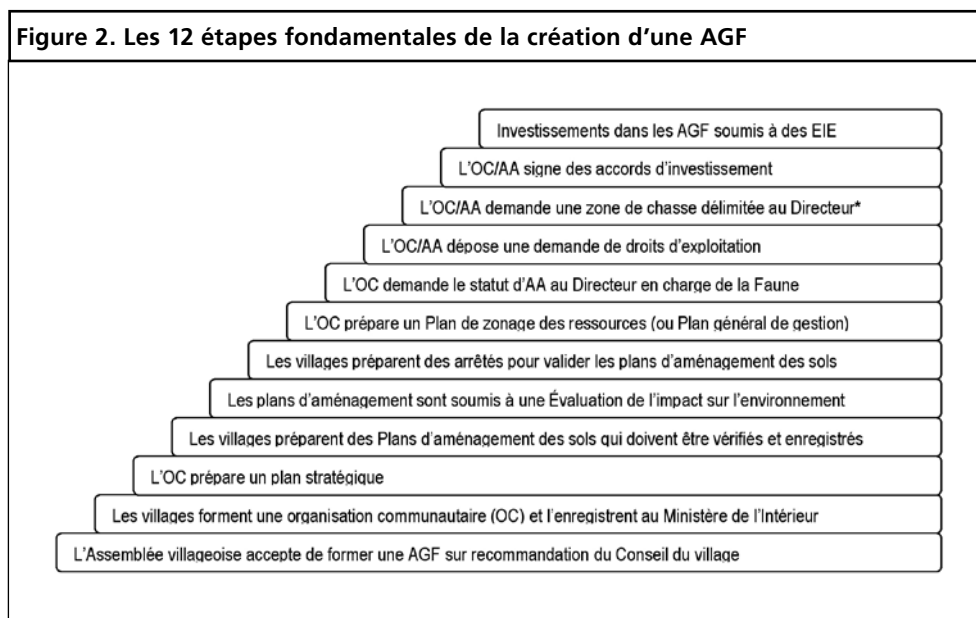 Figure 2. Les 12 étapes fondamentales de la création d’une AGF
Investissements dans les AGF soumis à des EIE
L’OC/AA signe des accords d’investissement
L’OC/AA demande une zone de chasse délimitée au Directeur*
L’OC/AA dépose une demande de droits d’exploitation
L’OC demande le statut d’AA au Directeur en charge de la Faune
L’OC prépare un Plan de zonage des ressources (ou Plan général de gestion)
Les villages préparent des arrêtés pour valider les plans d’aménagement des sols
Les plans d’aménagement sont soumis à une Évaluation de l’impact sur l’environnement
Les villages préparent des Plans d’aménagement des sols qui doivent être vérifiés et enregistrés
L’OC prépare un plan stratégique
Les villages forment une organisation communautaire (OC) et l’enregistrent au Ministère de l’Intérieur
L’Assemblée villageoise accepte de former une AGF sur recommandation du Conseil du village